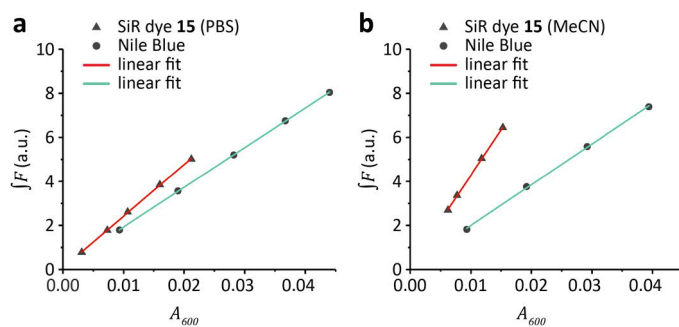 a
SiR dye 15 (PBS)
Nile Blue
linear fit
linear fit
10
8
6
4
2
0
∫F (a.u.)
0.00 0.01 0.02 0.03 0.04
A600
b
SiR dye 15 (MeCN)
Nile Blue
linear fit
linear fit
10
8
6
4
2
0
∫F (a.u.)
0.00 0.01 0.02 0.03 0.04
A600